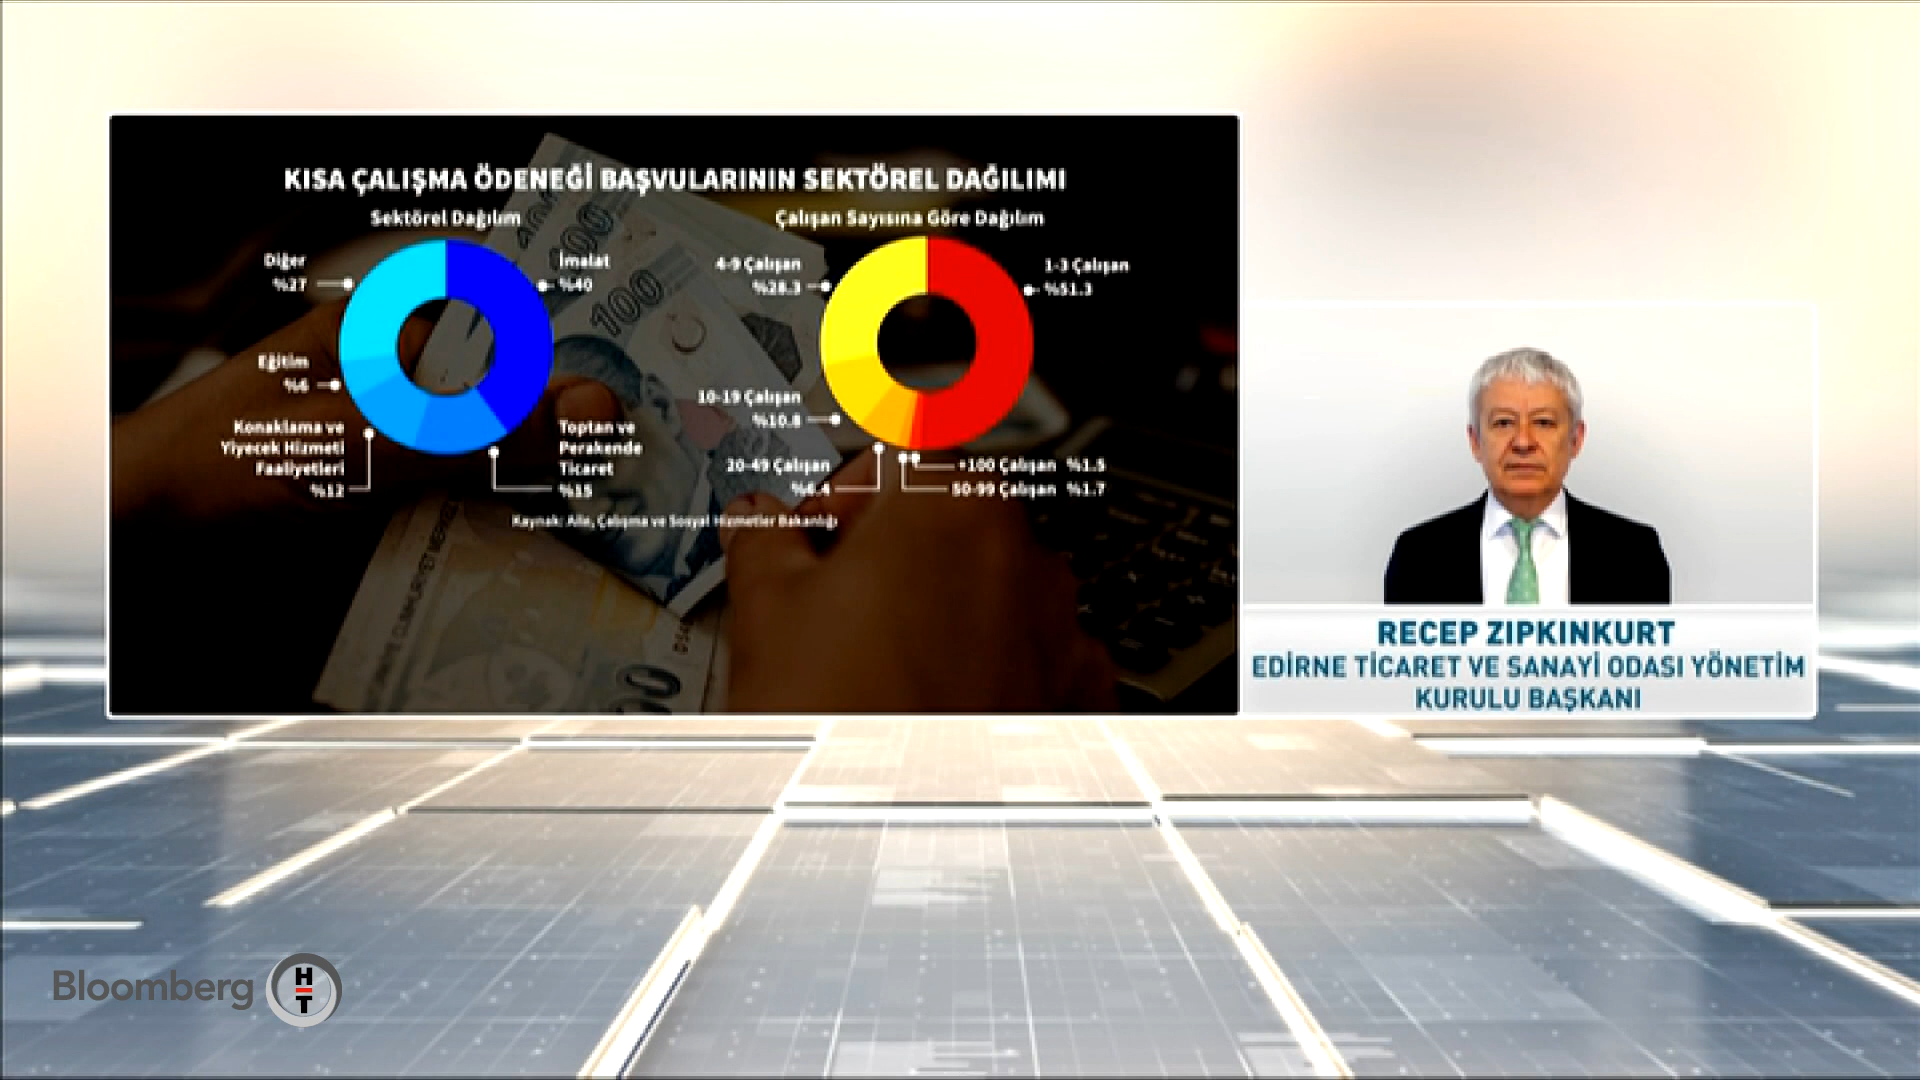 KISA ÇALIŞMA ÖDENEĞİ BAŞVULARININ SEKTÖREL DAĞILIMI
Sektörel Dağılım
Diğer
%27
İmalat
%40
Eğitim
%6
Konaklama ve
Yiyecek Hizmeti
Faaliyetleri
%12
Toptan ve
Perakende
Ticaret
%15
Çalışan Sayısına Göre Dağılım
4-9 Çalışan
%28.3
1-3 Çalışan
%51.3
10-19 Çalışan
%10.8
20-49 Çalışan
%6.4
+100 Çalışan %1.5
50-99 Çalışan %1.7
Kaynak: Aile, Çalışma ve Sosyal Hizmetler Bakanlığı
100
100
RECEP ZIPKINKURT
EDİRNE TİCARET VE SANAYİ ODASI YÖNETİM
KURULU BAŞKANI
Bloomberg
H
T